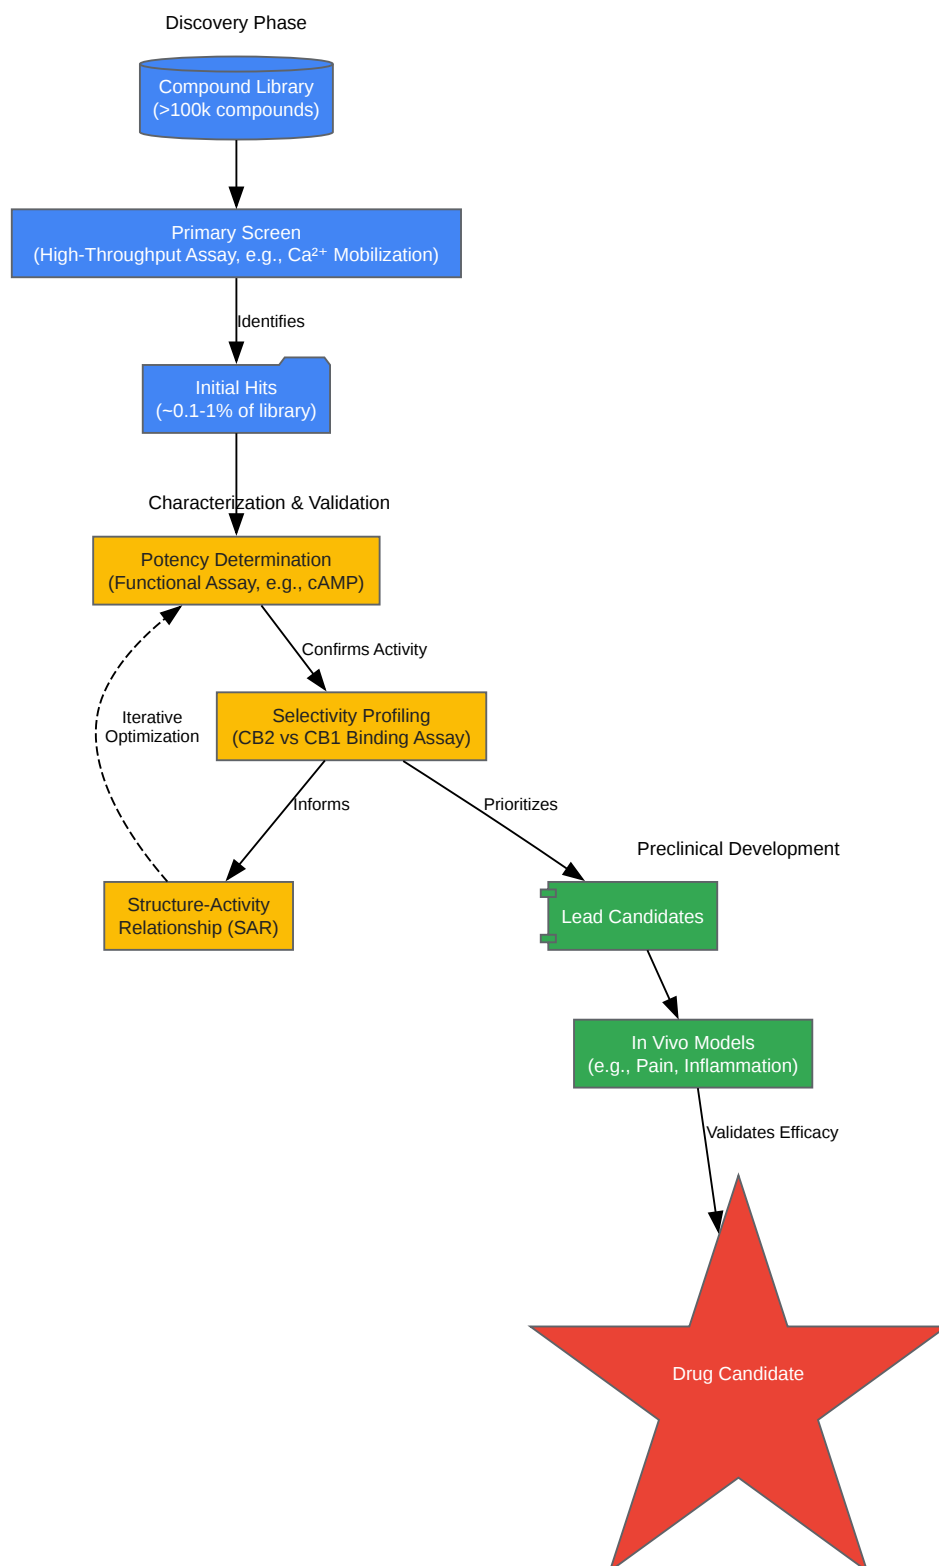 Discovery Phase
Compound Library
(>100k compounds)
Primary Screen
(High-Throughput Assay, e.g., Ca²⁺ Mobilization)
Identifies
Initial Hits
(~0.1-1% of library)
Characterization & Validation
Potency Determination
(Functional Assay, e.g., cAMP)
Confirms Activity
Iterative
Optimization
Selectivity Profiling
(CB2 vs CB1 Binding Assay)
Informs
Prioritizes
Preclinical Development
Structure-Activity
Relationship (SAR)
Lead Candidates
In Vivo Models
(e.g., Pain, Inflammation)
Validates Efficacy
Drug Candidate